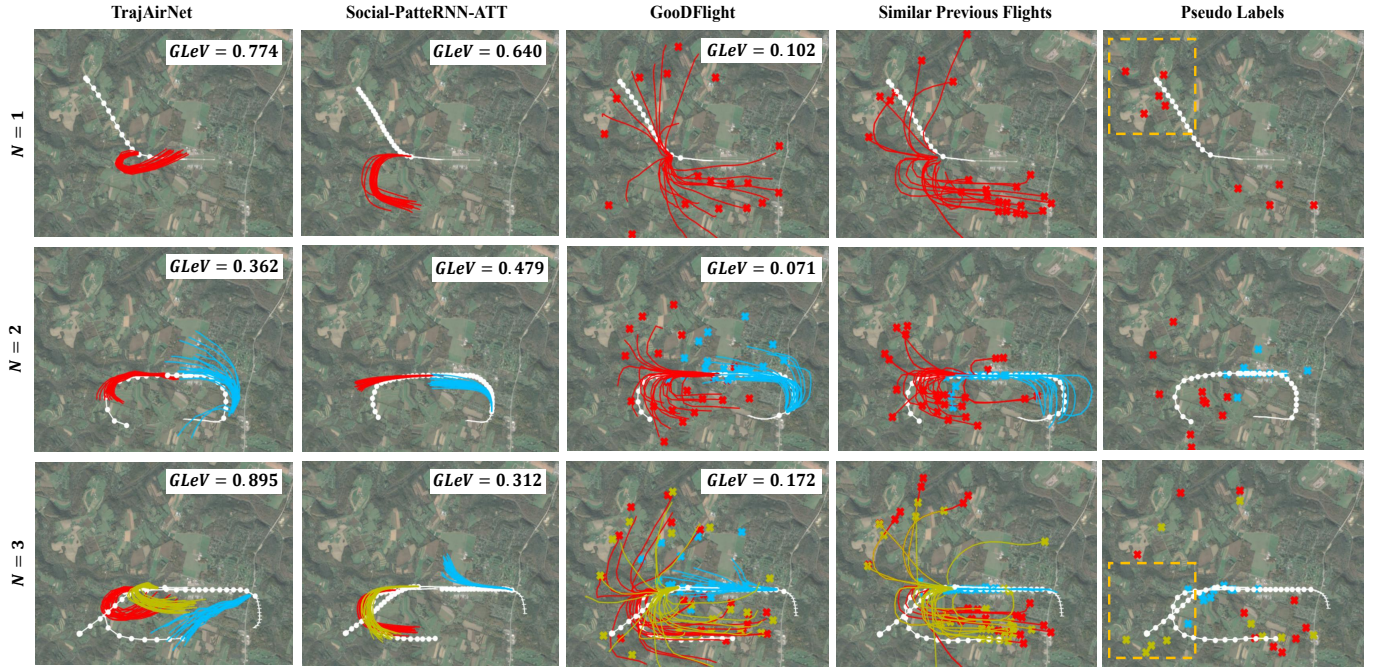 TrajAirNet Social-PatteRNN-ATT GooDFlight Similar Previous Flights Pseudo Labels
N = 1
GLeV = 0.774 GLeV = 0.640 GLeV = 0.102
N = 2
GLeV = 0.362 GLeV = 0.479 GLeV = 0.071
N = 3
GLeV = 0.895 GLeV = 0.312 GLeV = 0.172